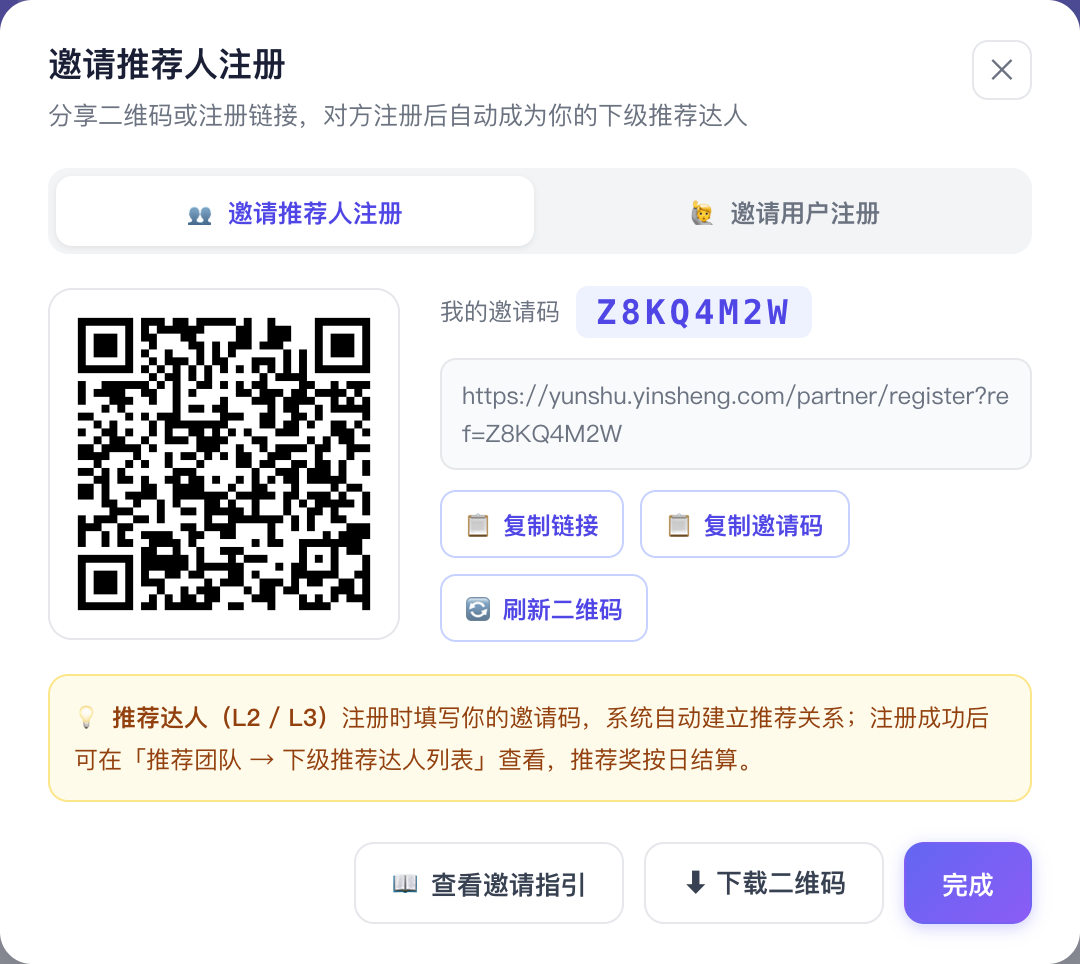 邀请推荐人注册
分享二维码或注册链接，对方注册后自动成为你的下级推荐达人
邀请推荐人注册
邀请用户注册
我的邀请码 Z8KQ4M2W
https://yunshu.yinsheng.com/partner/register?re
f=Z8KQ4M2W
复制链接
复制邀请码
刷新二维码
推荐达人（L2 / L3）注册时填写你的邀请码，系统自动建立推荐关系；注册成功后
可在「推荐团队 → 下级推荐达人列表」查看，推荐奖按日结算。
查看邀请指引
⬇ 下载二维码
完成